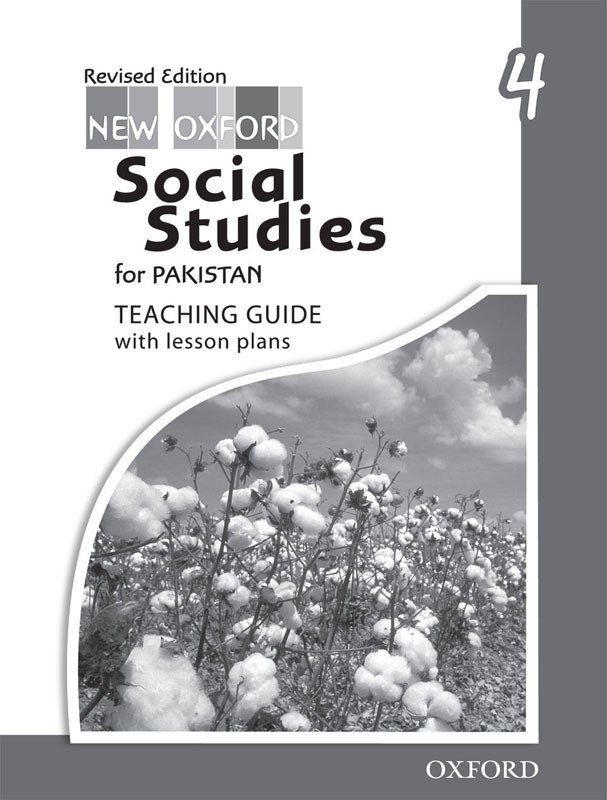 Revised Edition
4
NEW OXFORD
Social
Studies
for PAKISTAN
TEACHING GUIDE
with lesson plans
OXFORD